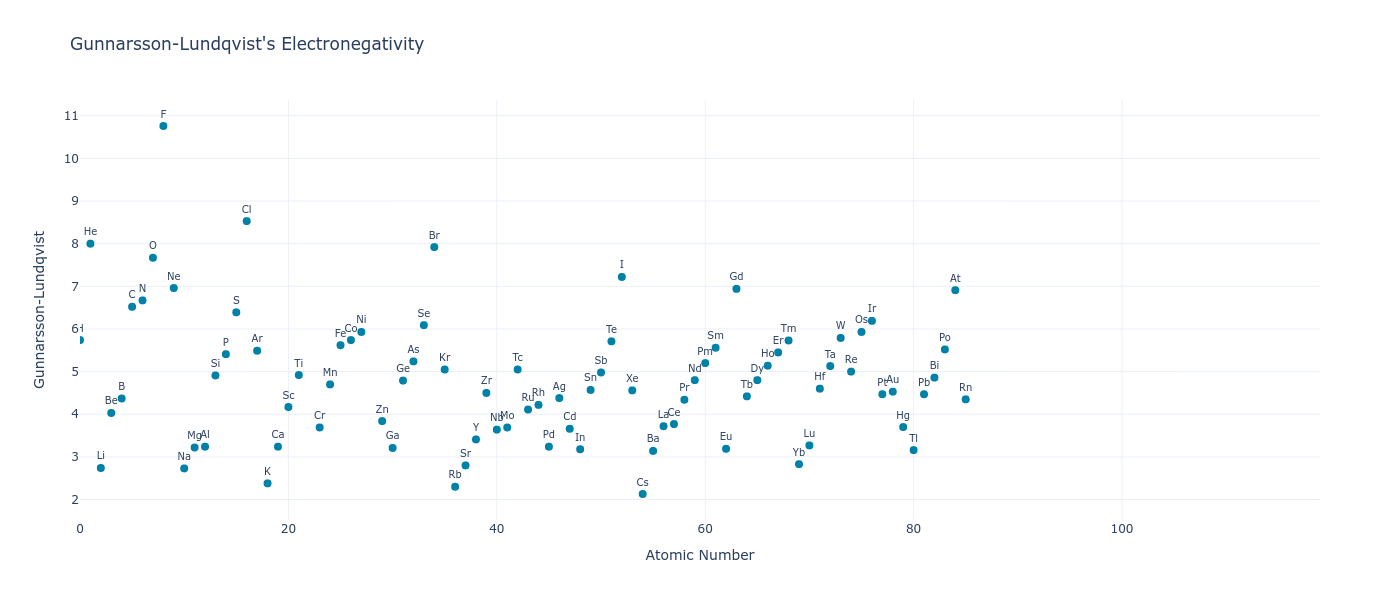 Gunnarsson-Lundqvist's Electronegativity
Gunnarsson-Lundqvist
11
10
9
8
7
6
5
4
3
2
He
Li
Be
B
C
N
O
F
Ne
Na
Mg
Al
Si
P
S
Cl
Ar
K
Ca
Sc
Ti
Cr
Mn
Fe
Co
Ni
Zn
Ga
Ge
As
Se
Br
Kr
Rb
Sr
Y
Zr
Nb
Mo
Tc
Ru
Rh
Pd
Ag
Cd
In
Sn
Sb
Te
I
Xe
Cs
Ba
La
Ce
Pr
Nd
Pm
Sm
Eu
Gd
Tb
Dy
Ho
Er
Tm
Yb
Lu
Hf
Ta
W
Re
Os
Ir
Pt
Au
Hg
Tl
Pb
Bi
Po
At
Rn
0
20
40
60
80
100
Atomic Number